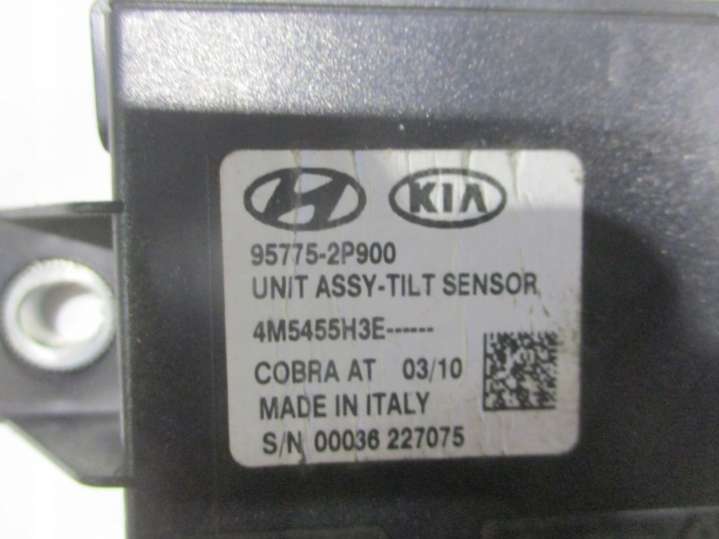 KIA
95775-2P900
UNIT ASSY-TILT SENSOR
4M5455H3E------
COBRA AT 03/10
MADE IN ITALY
S/N 00036 227075